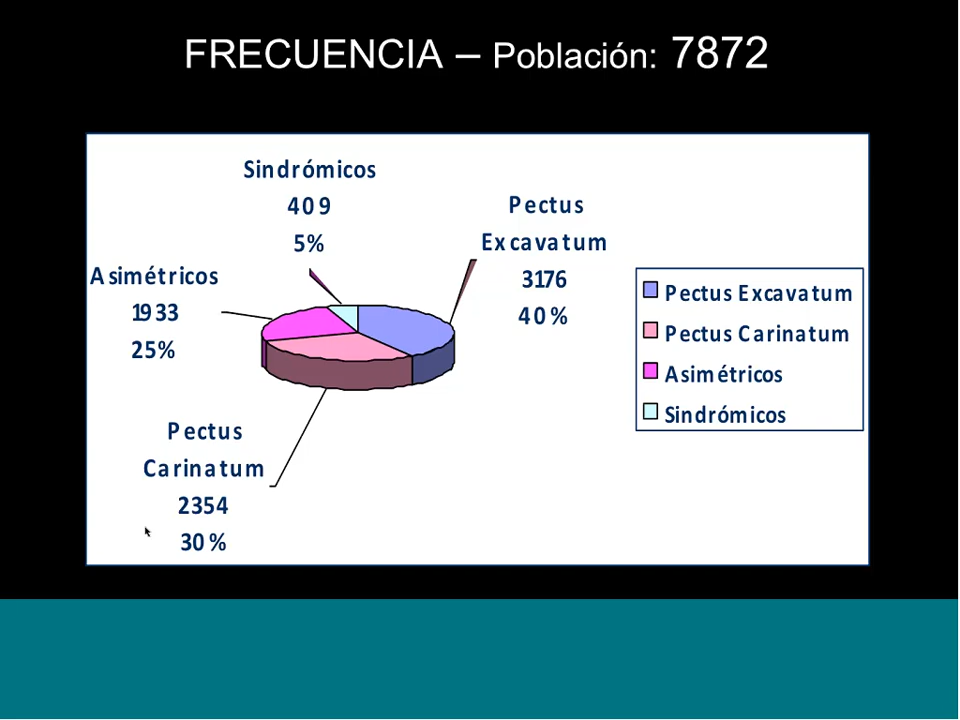 FRECUENCIA – Población: 7872
Sindrómicos
409
5%
Pectus
Excavatum
3176
40%
Asimétricos
1933
25%
Pectus
Carinatum
2354
30%
Pectus Excavatum
Pectus Carinatum
Asimétricos
Sindrómicos